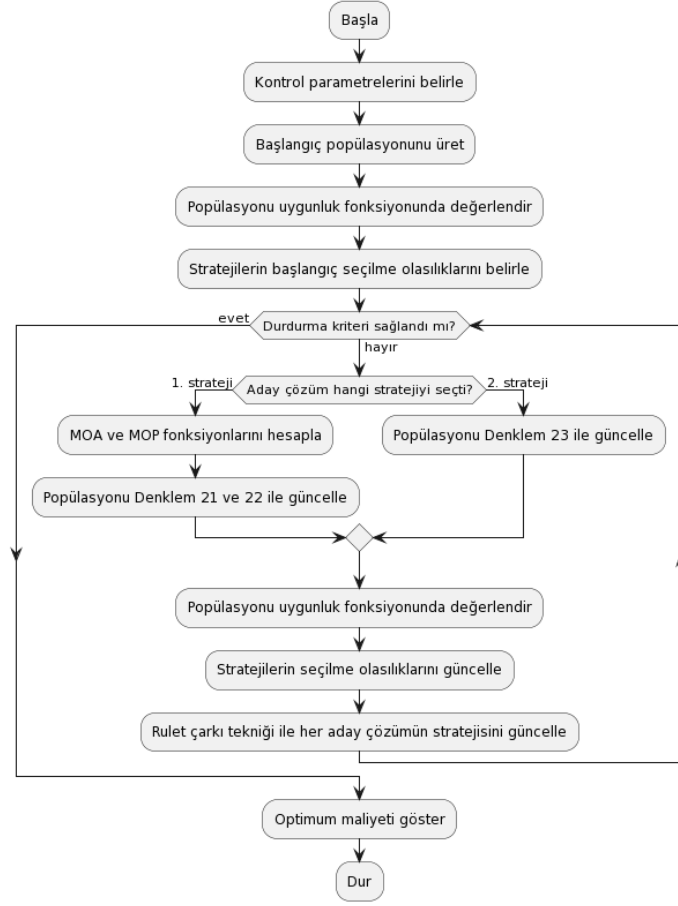 Başla
Kontrol parametrelerini belirle
Başlangıç popülasyonunu üret
Popülasyonu uygunluk fonksiyonunda değerlendir
Stratejilerin başlangıç seçilme olasılıklarını belirle
evet
Durdurma kriteri sağlandı mı?
hayır
1. strateji
Aday çözüm hangi stratejiyi seçti?
2. strateji
MOA ve MOP fonksiyonlarını hesapla
Popülasyonu Denklem 23 ile güncelle
Popülasyonu Denklem 21 ve 22 ile güncelle
Popülasyonu uygunluk fonksiyonunda değerlendir
Stratejilerin seçilme olasılıklarını güncelle
Rulet çarkı tekniği ile her aday çözümün stratejisini güncelle
Optimum maliyeti göster
Dur